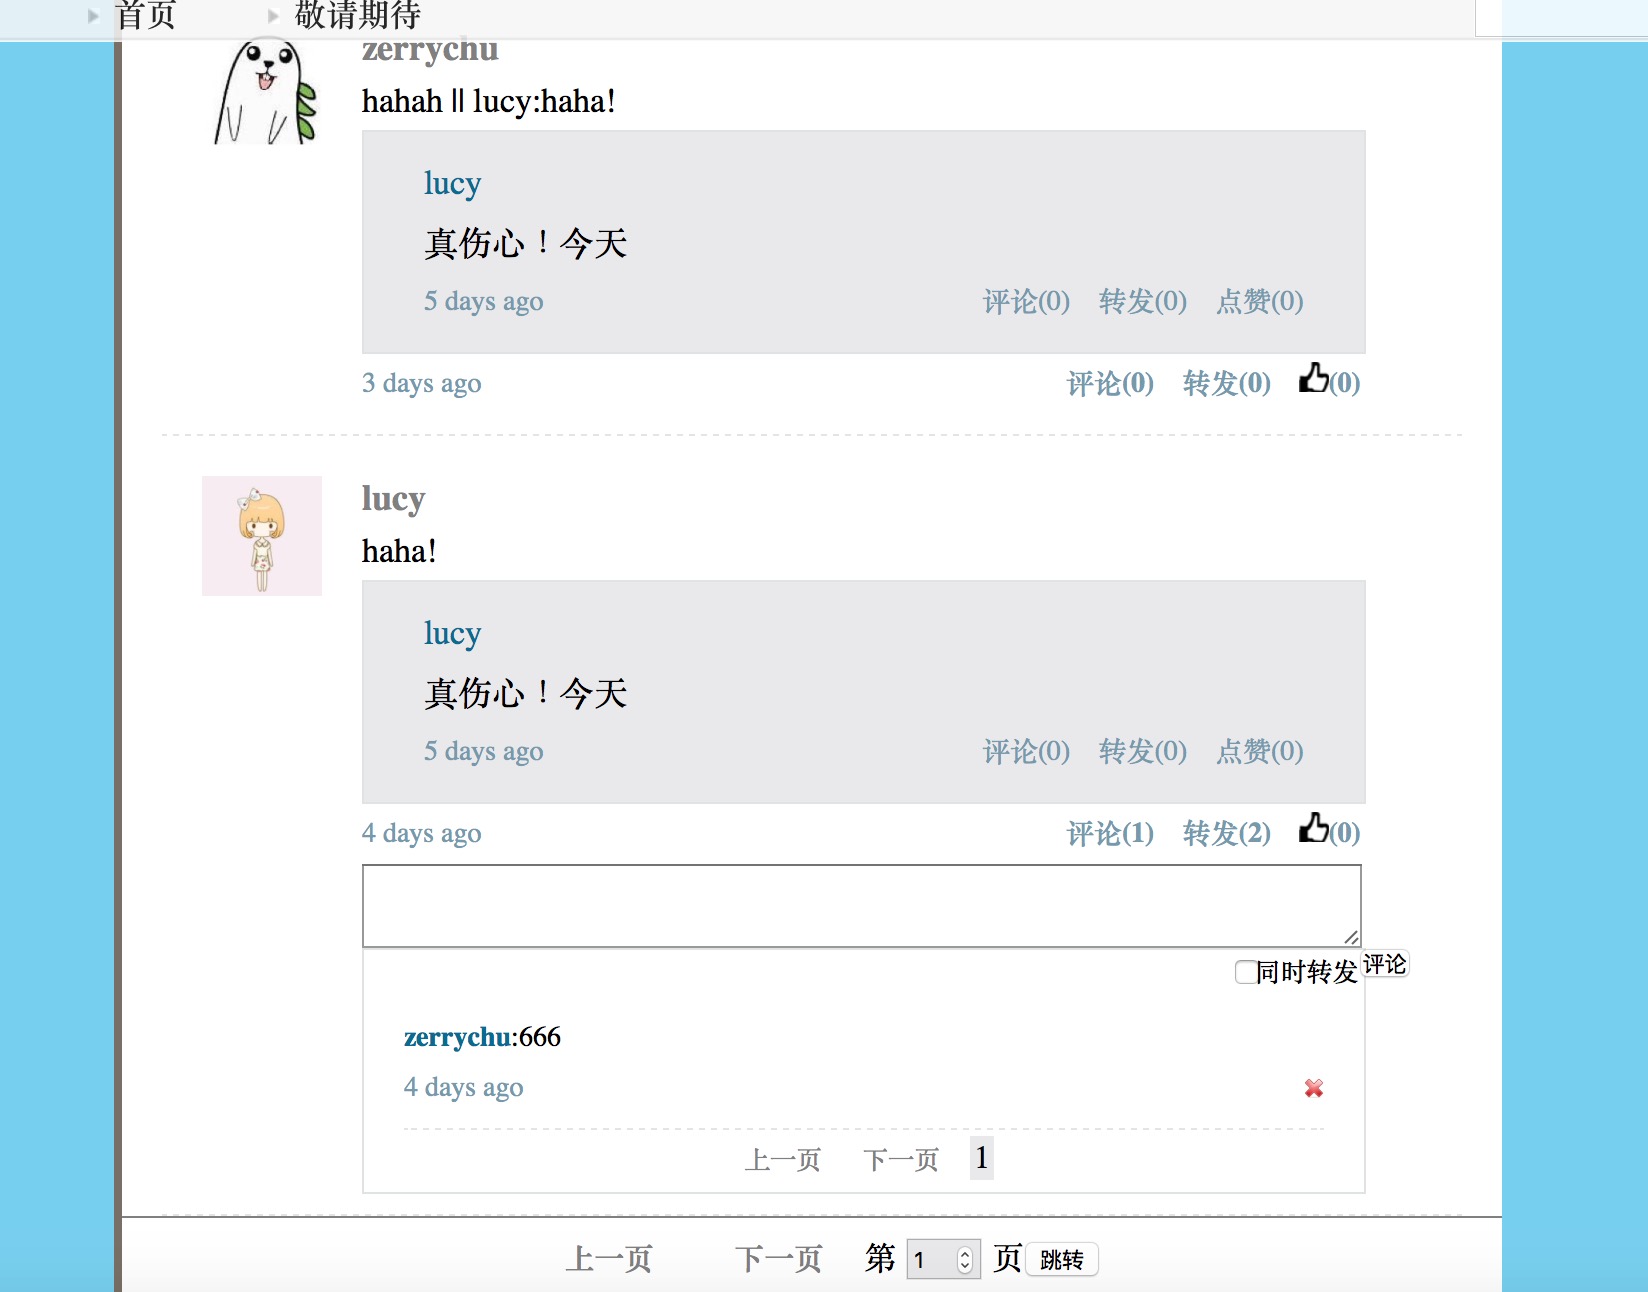 首页 敬请期待
zerrychu
hahah || lucy:haha!
lucy
真伤心！今天
5 days ago 评论(0) 转发(0) 点赞(0)
3 days ago 评论(0) 转发(0) (0)
lucy
haha!
lucy
真伤心！今天
5 days ago 评论(0) 转发(0) 点赞(0)
4 days ago 评论(1) 转发(2) (0)
同时转发 评论
zerrychu:666
4 days ago
上一页 下一页 1
上一页 下一页 第 1 页 跳转